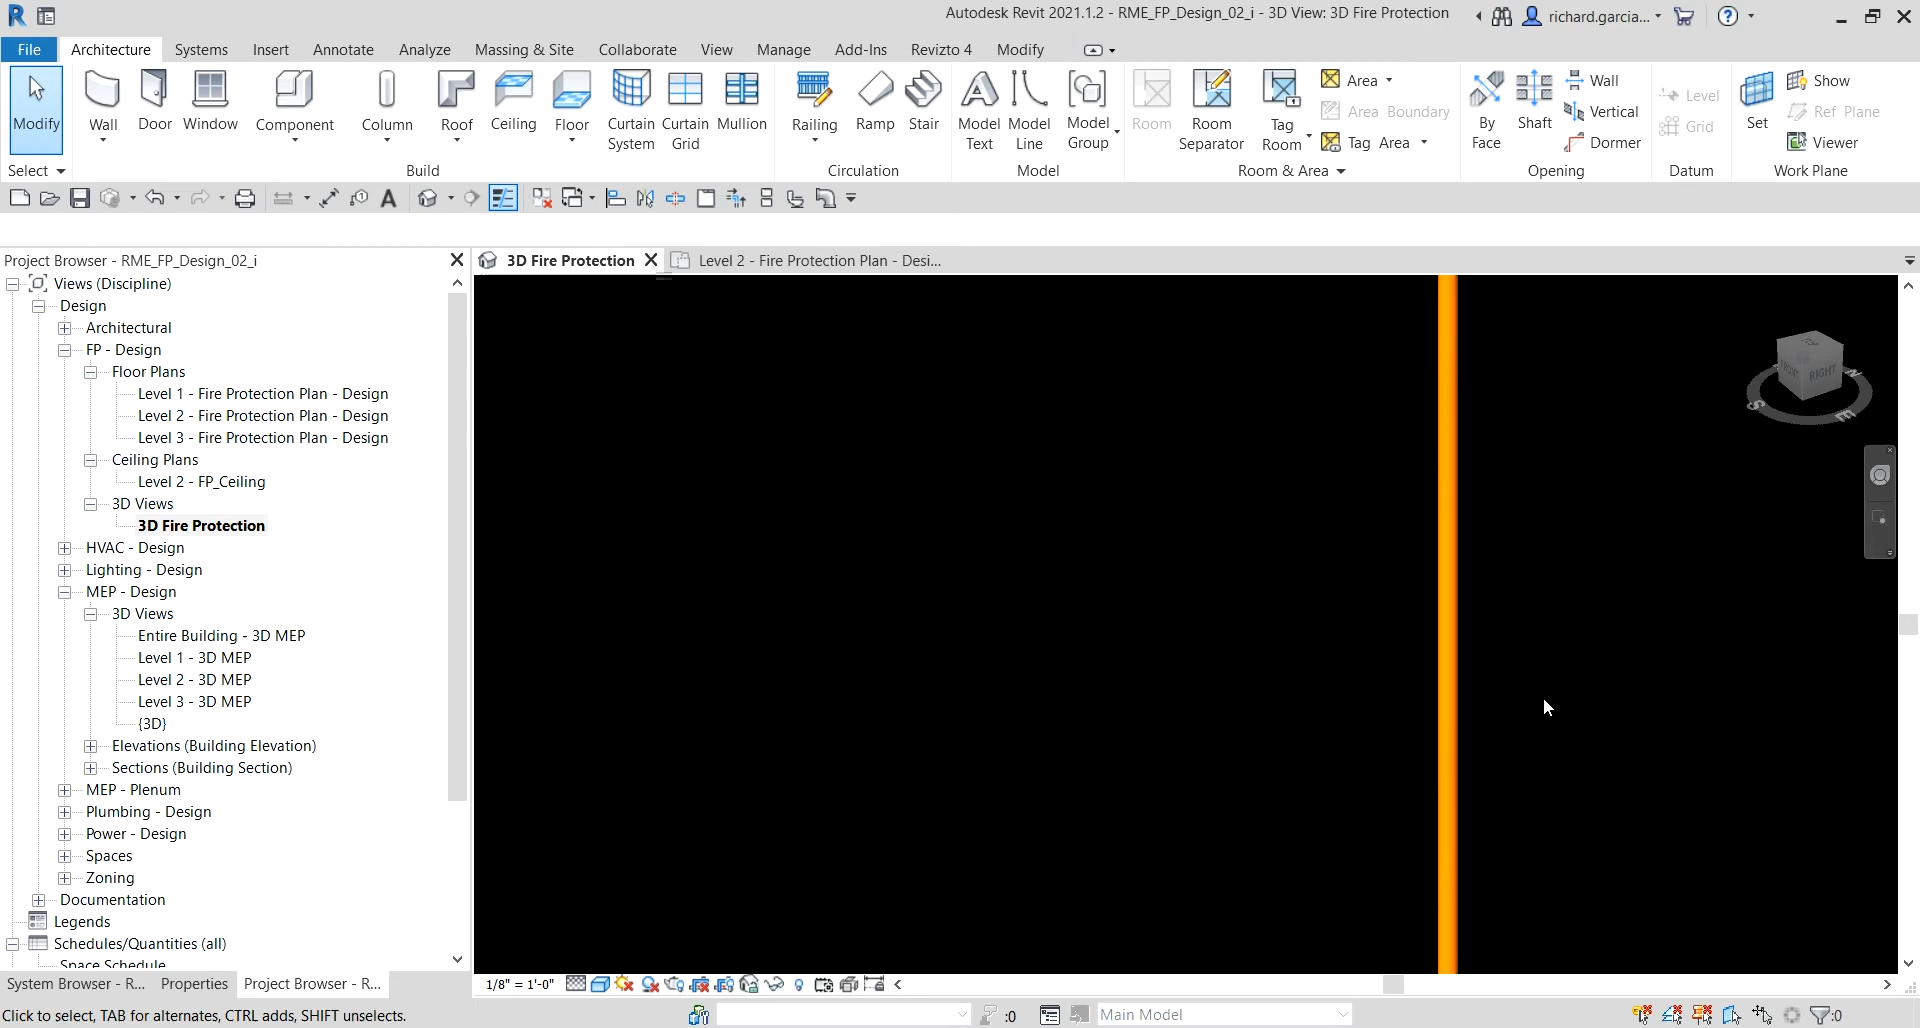 Autodesk Revit 2021.1.2 - RME_FP_Design_02_i - 3D View: 3D Fire Protection
richard.garcia...
File Architecture Systems Insert Annotate Analyze Massing & Site Collaborate View Manage Add-Ins Revizto 4 Modify
Modify
Wall
Door
Window
Component
Column
Roof
Ceiling
Floor
Curtain System
Curtain Grid
Mullion
Railing
Ramp
Stair
Model Text
Model Line
Model Group
Room
Room Separator
Tag Room
Area
Area Boundary
Tag Area
By Face
Shaft
Wall
Vertical
Dormer
Level
Grid
Set
Show
Ref Plane
Viewer
Select
Build
Circulation
Model
Room & Area
Opening
Datum
Work Plane
Project Browser - RME_FP_Design_02_i
3D Fire Protection
Level 2 - Fire Protection Plan - Desi...
Views (Discipline)
Design
Architectural
FP - Design
Floor Plans
Level 1 - Fire Protection Plan - Design
Level 2 - Fire Protection Plan - Design
Level 3 - Fire Protection Plan - Design
Ceiling Plans
Level 2 - FP_Ceiling
3D Views
3D Fire Protection
HVAC - Design
Lighting - Design
MEP - Design
3D Views
Entire Building - 3D MEP
Level 1 - 3D MEP
Level 2 - 3D MEP
Level 3 - 3D MEP
{3D}
Elevations (Building Elevation)
Sections (Building Section)
MEP - Plenum
Plumbing - Design
Power - Design
Spaces
Zoning
Documentation
Legends
Schedules/Quantities (all)
Space Schedule
TOP
FRONT
RIGHT
S
E
N
System Browser - R... Properties Project Browser - R...
1/8" = 1'-0"
Click to select, TAB for alternates, CTRL adds, SHIFT unselects.
:0
Main Model
:0